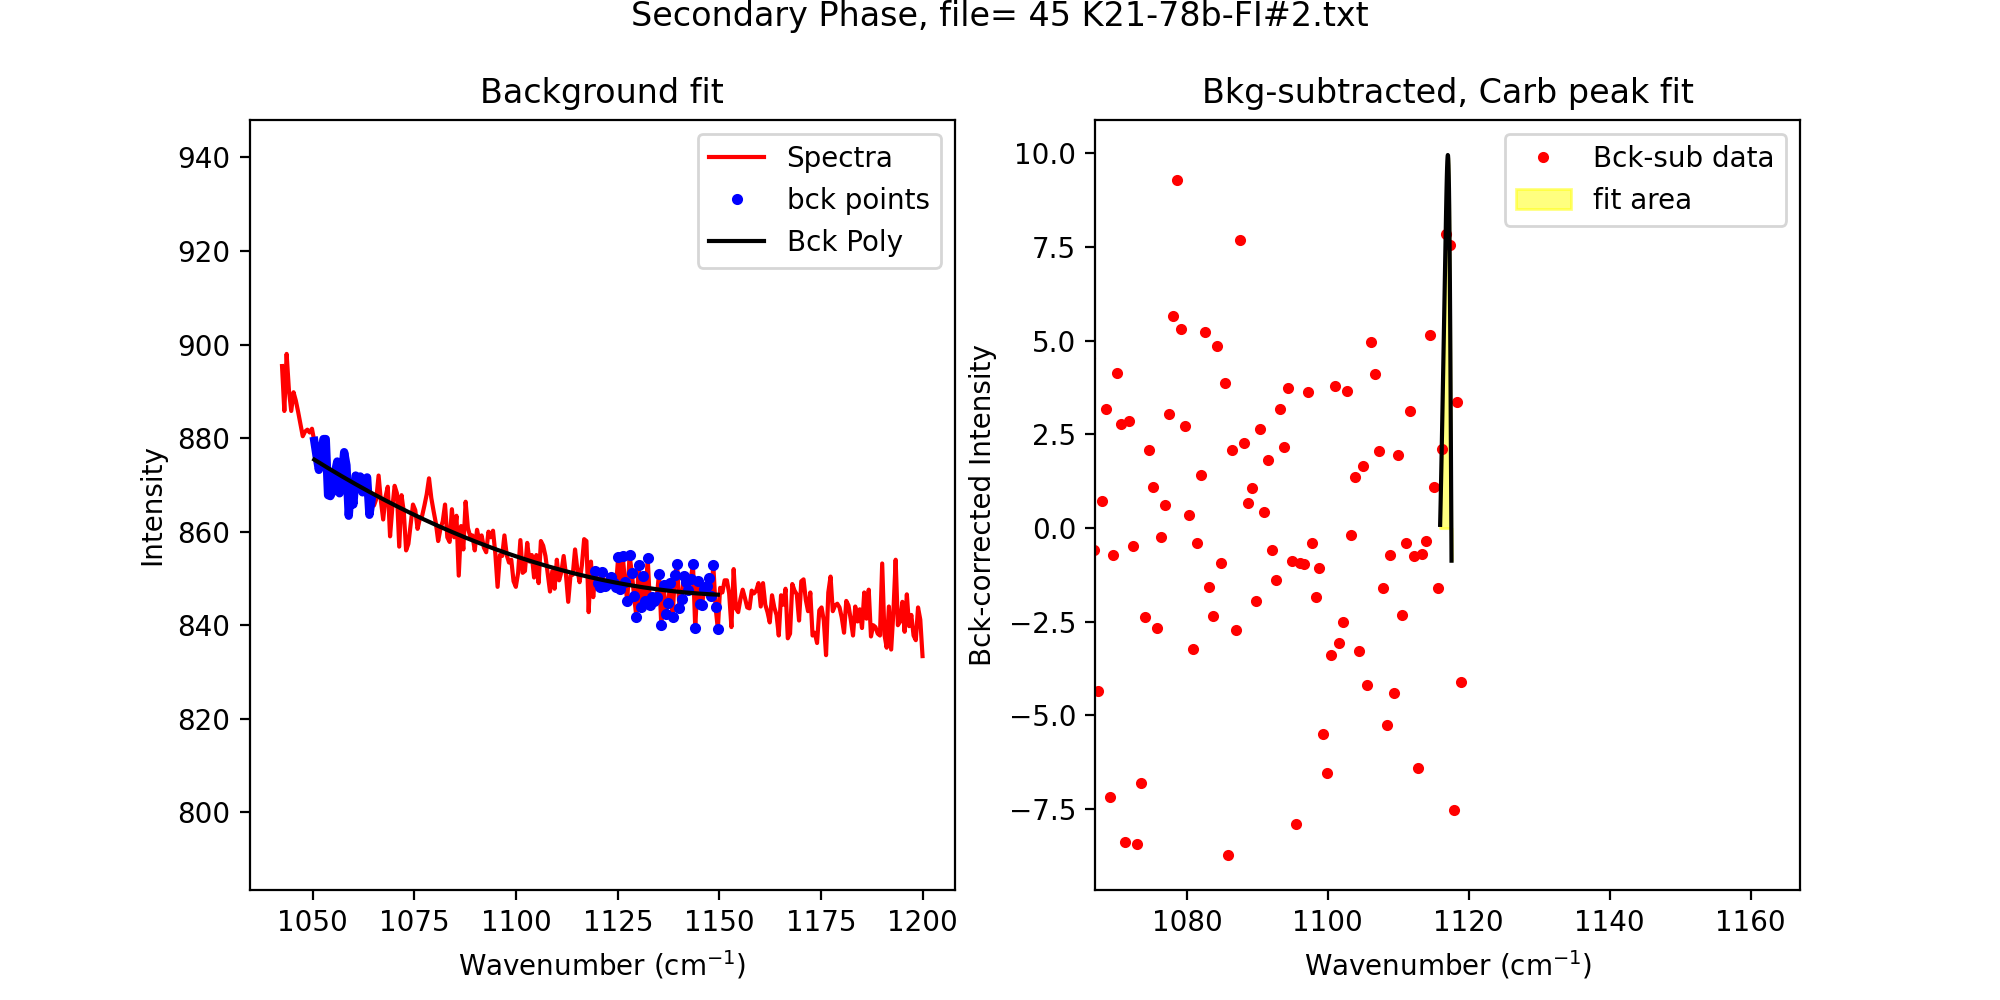 Secondary Phase, file= 45 K21-78b-FI#2.txt
Background fit
Intensity
940
920
900
880
860
840
820
800
Spectra
bck points
Bck Poly
1050 1075 1100 1125 1150 1175 1200
Wavenumber (cm⁻¹)
Bkg-subtracted, Carb peak fit
Bck-corrected Intensity
10.0
7.5
5.0
2.5
0.0
−2.5
−5.0
−7.5
Bck-sub data
fit area
1080 1100 1120 1140 1160
Wavenumber (cm⁻¹)